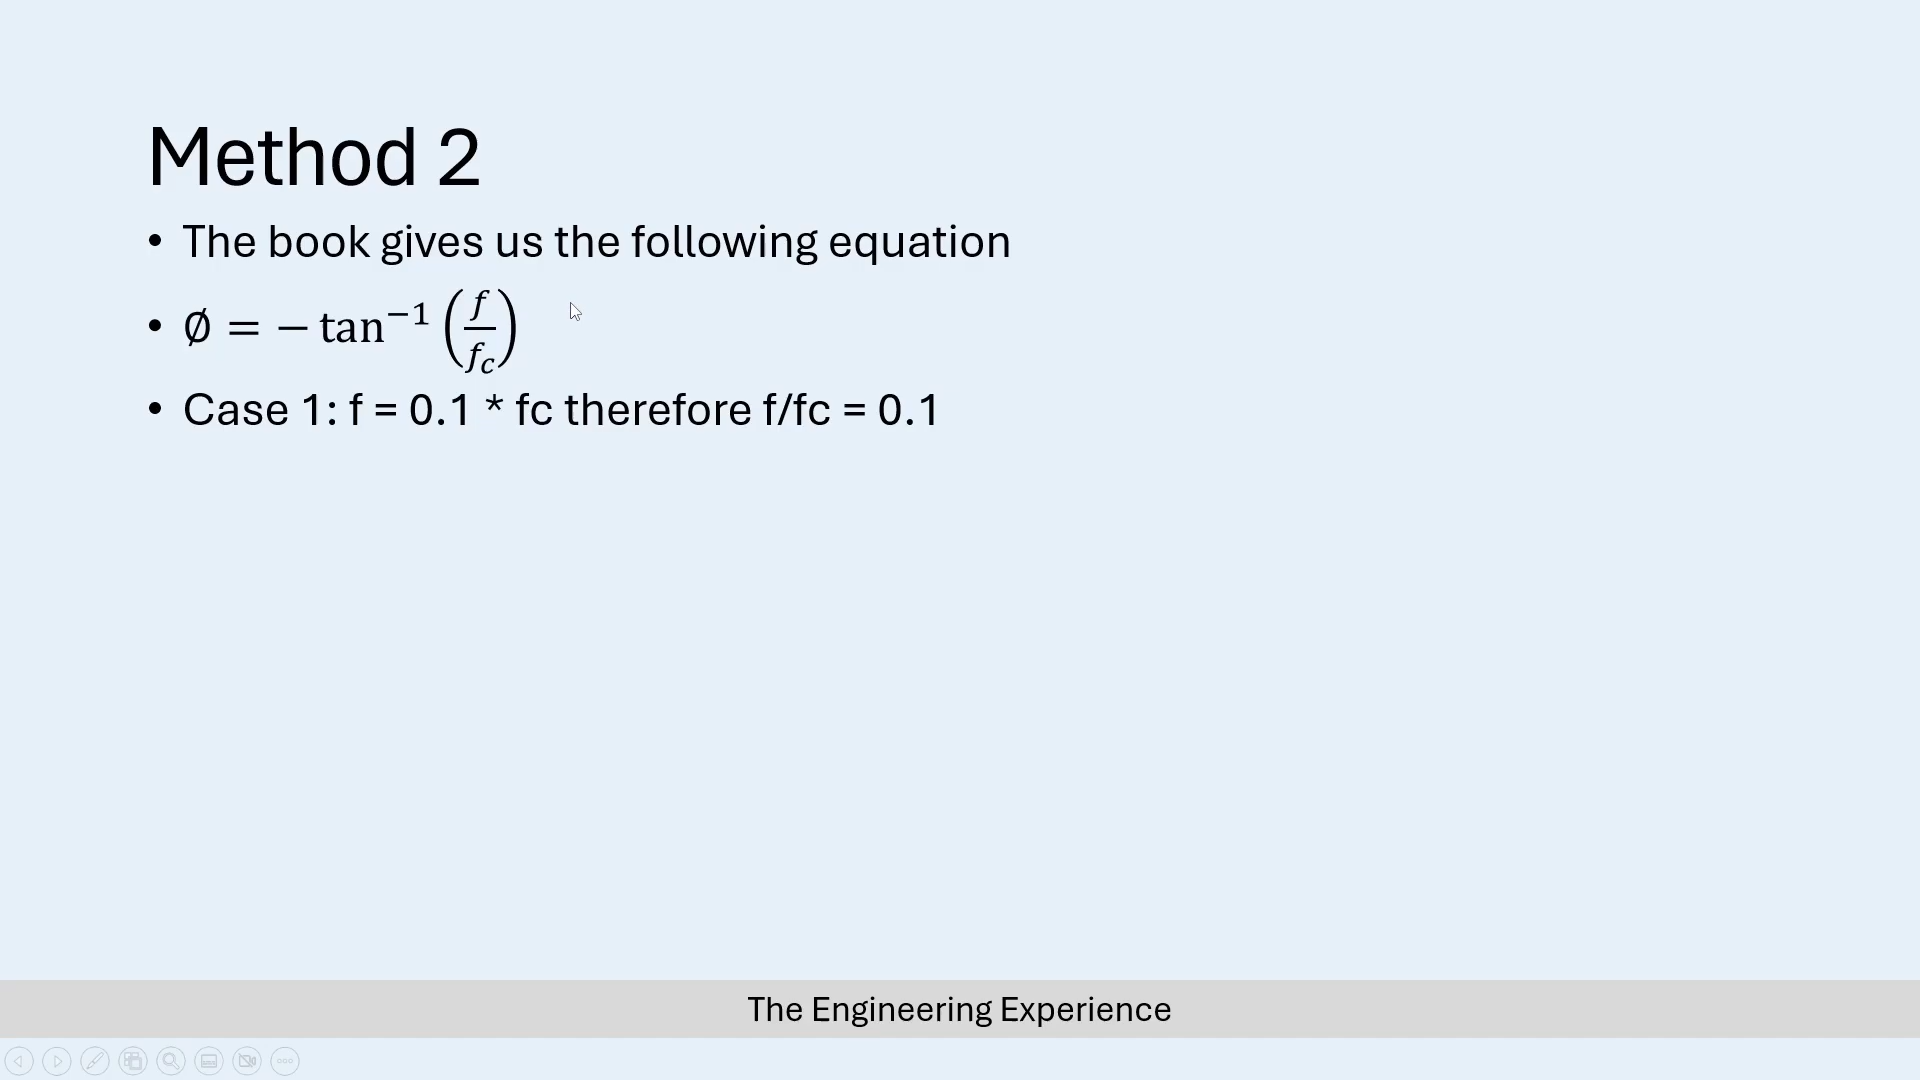 Method 2
• The book gives us the following equation
• ∅ = − tan⁻¹ (f/f_c)
• Case 1: f = 0.1 * fc therefore f/fc = 0.1
The Engineering Experience